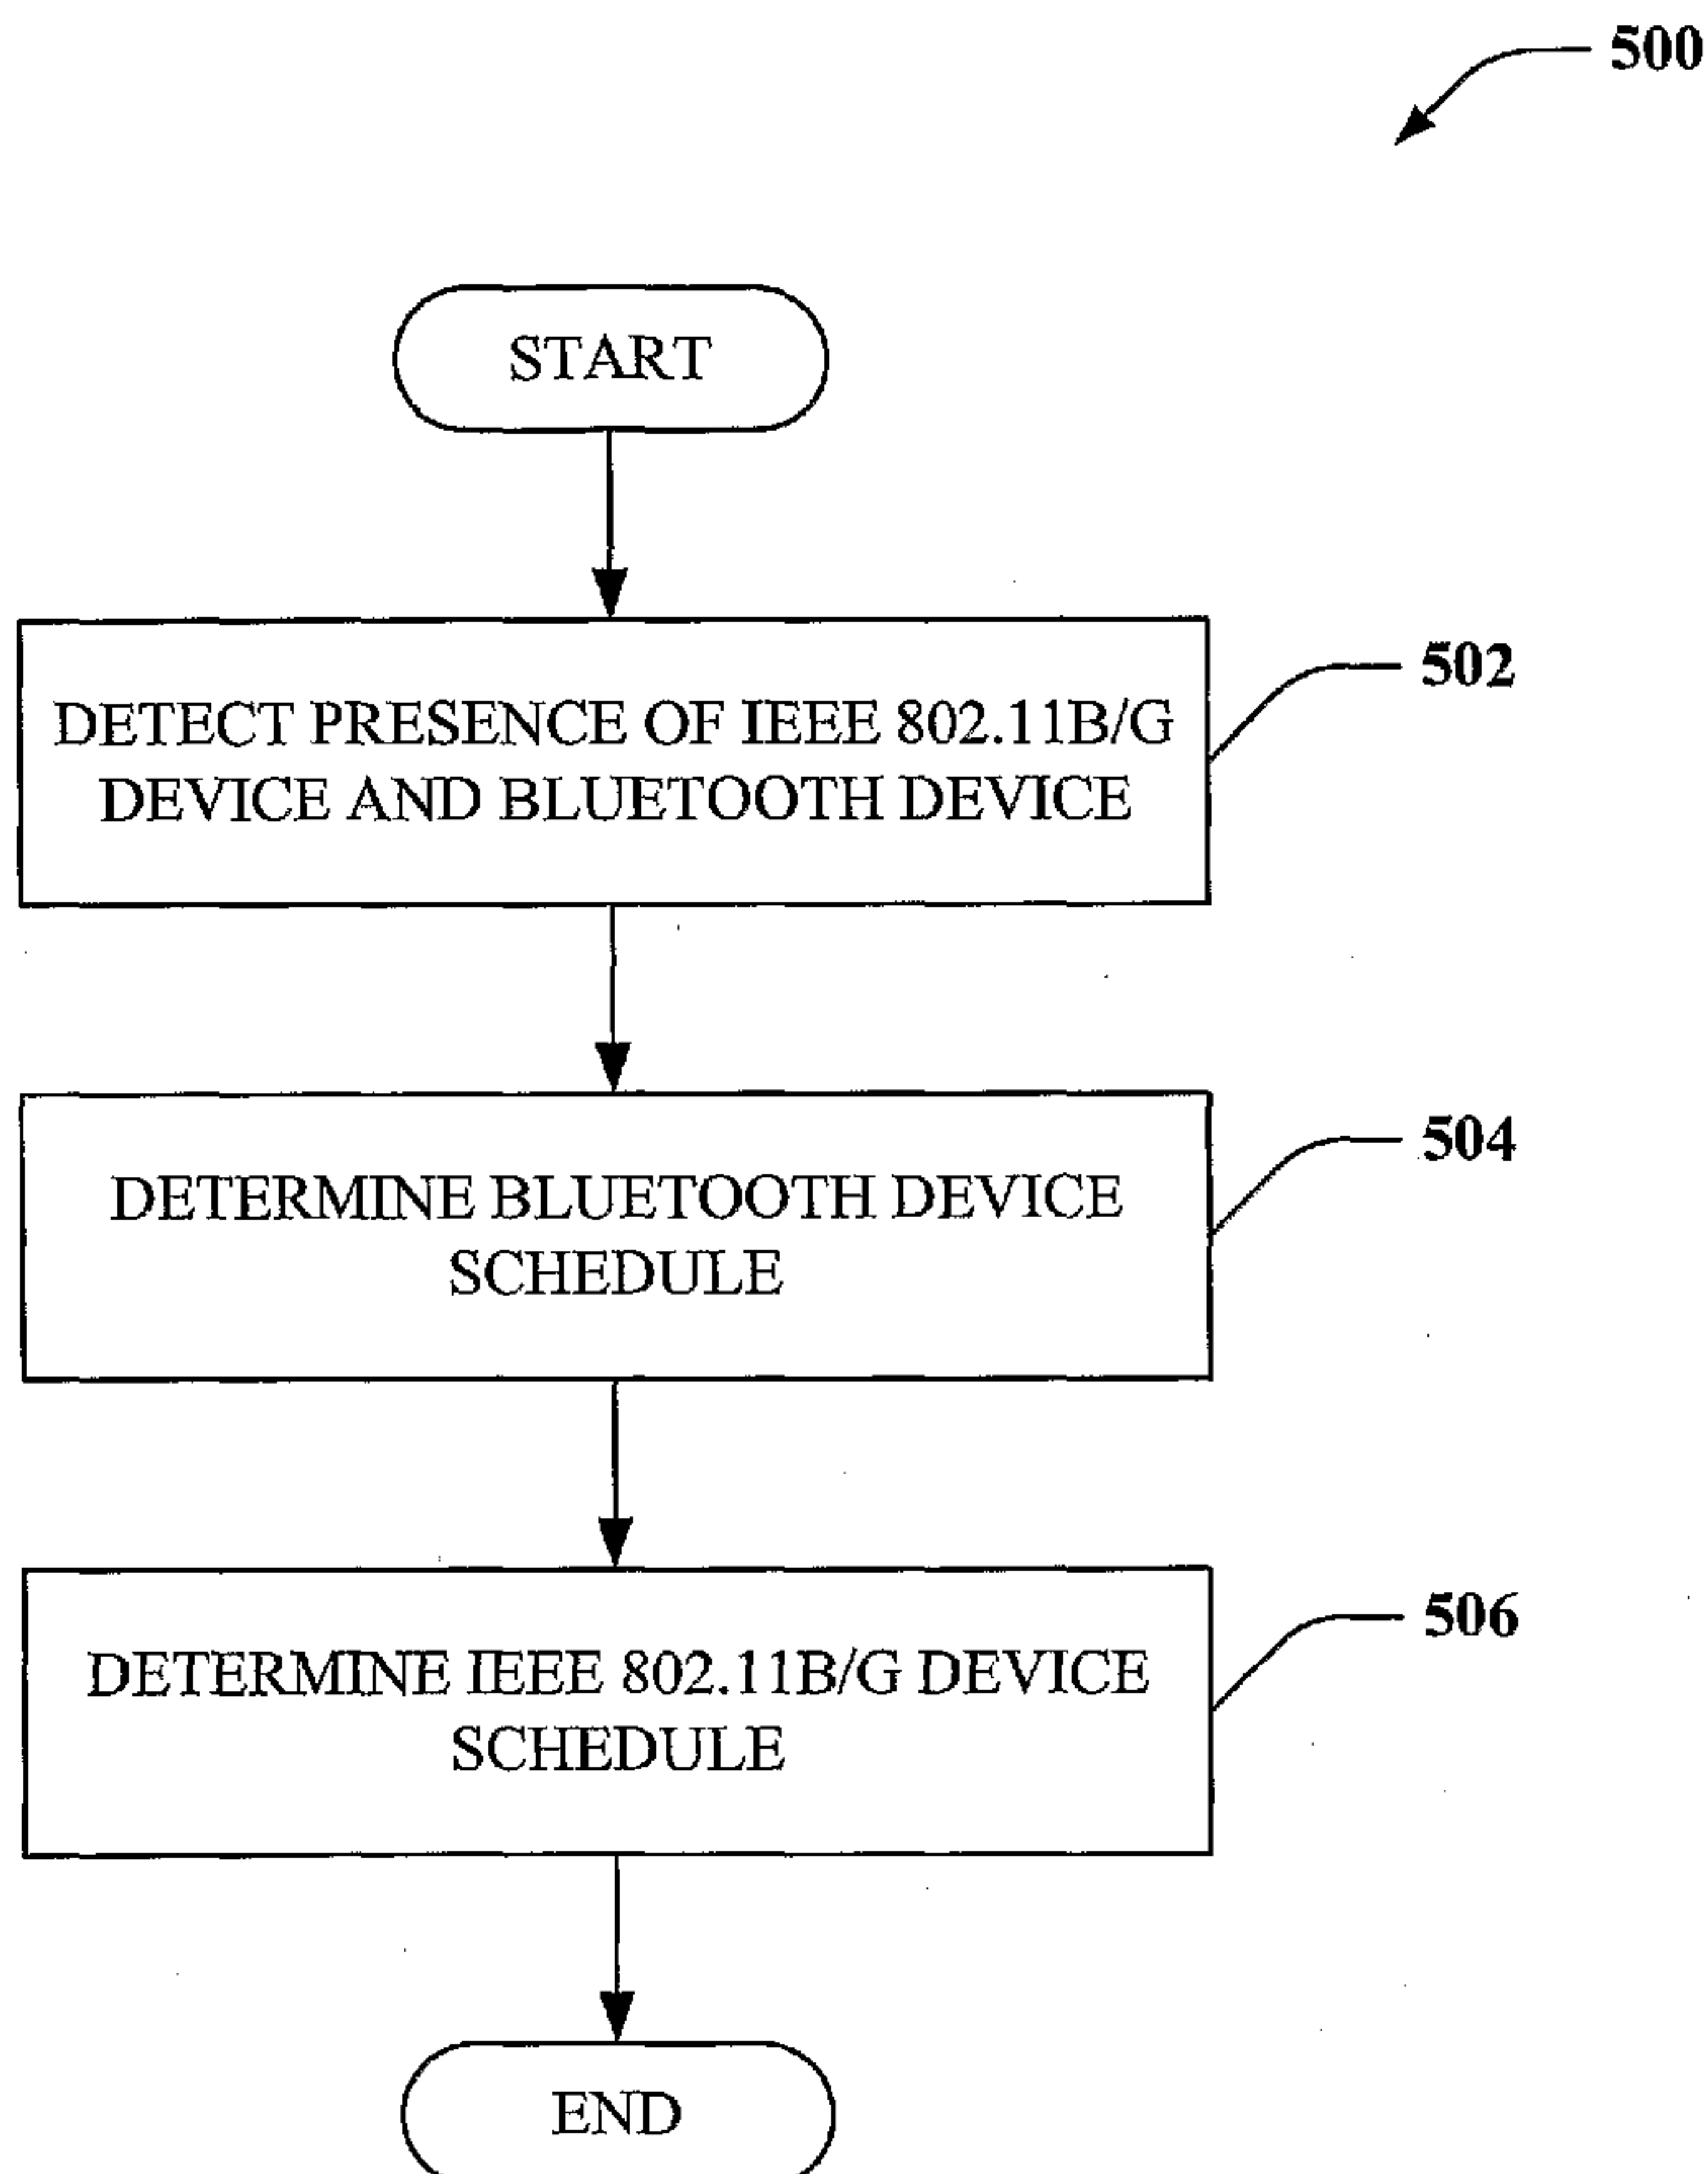 500
START
DETECT PRESENCE OF IEEE 802.11B/G
DEVICE AND BLUETOOTH DEVICE
502
DETERMINE BLUETOOTH DEVICE
SCHEDULE
504
DETERMINE IEEE 802.11B/G DEVICE
SCHEDULE
506
END